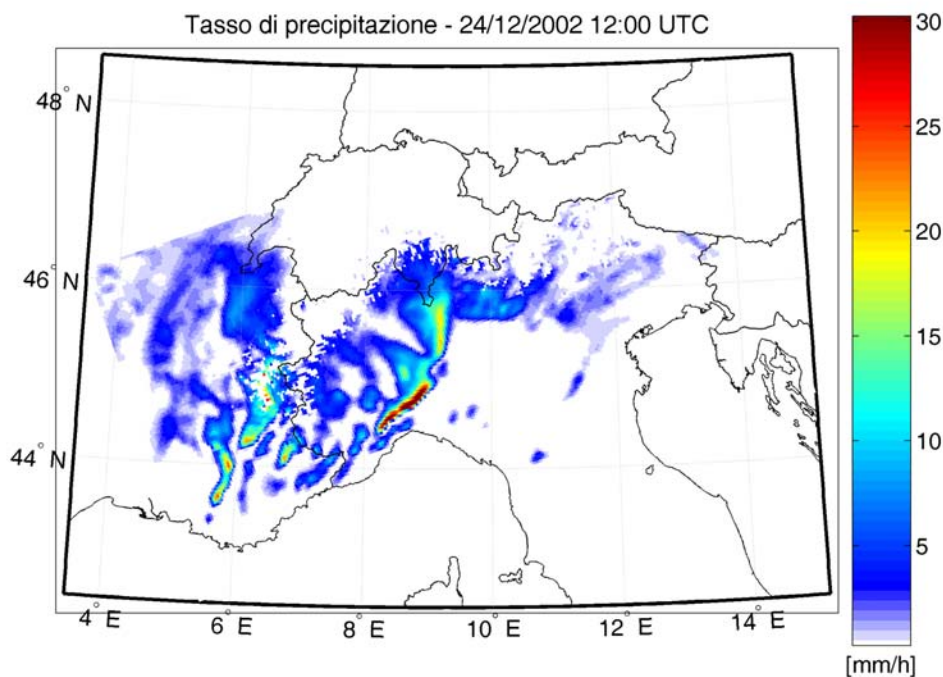 Tasso di precipitazione - 24/12/2002 12:00 UTC
30
25
20
15
10
5
[mm/h]
48° N
46° N
44° N
4° E
6° E
8° E
10° E
12° E
14° E